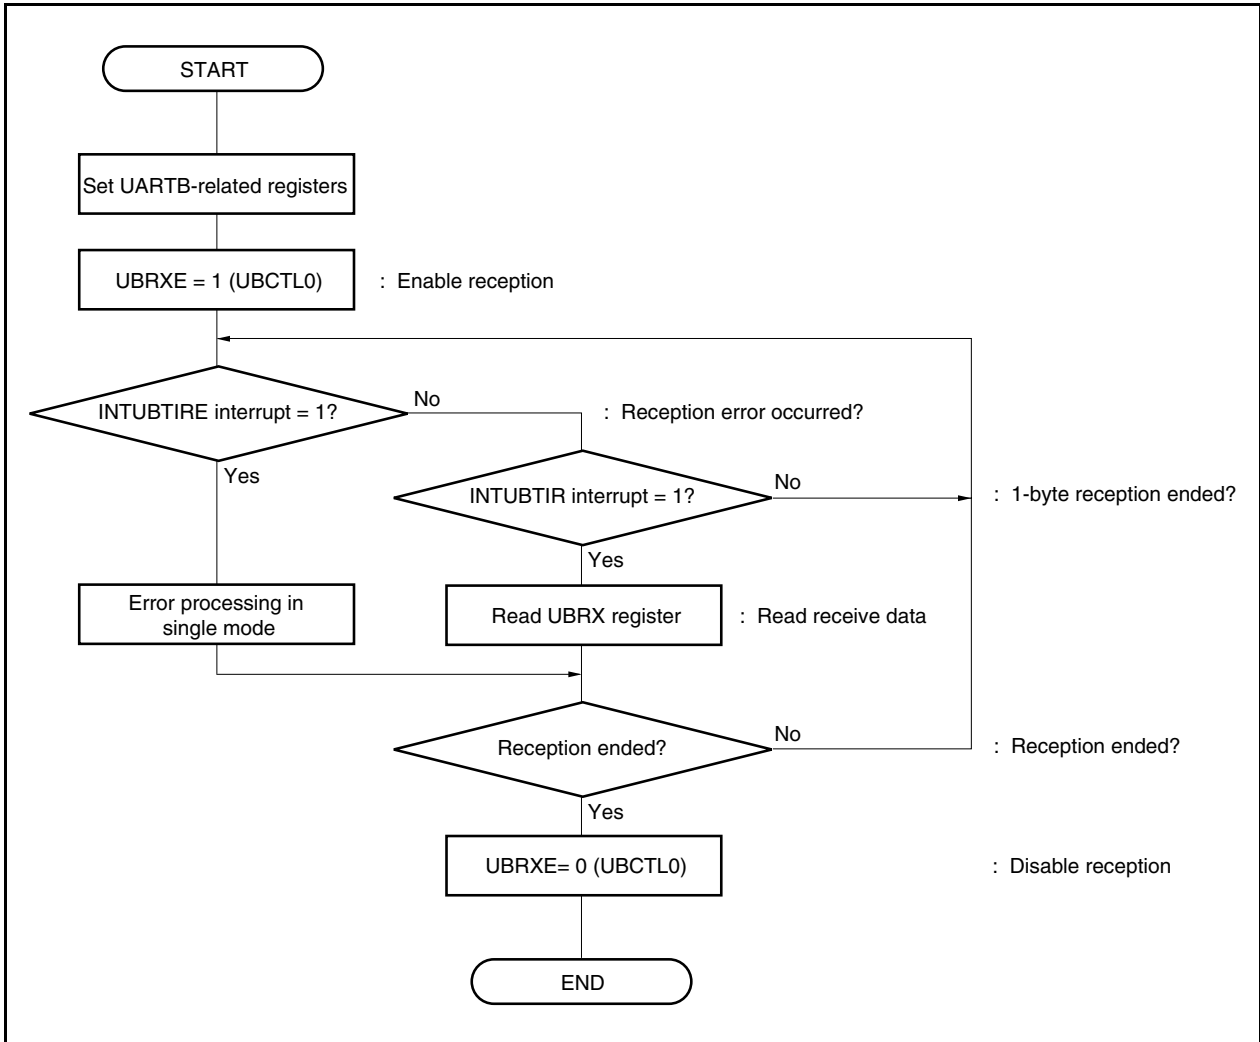 START
Set UARTB-related registers
UBRXE = 1 (UBCTL0)
: Enable reception
INTUBTIRE interrupt = 1?
No
: Reception error occurred?
Yes
INTUBTIR interrupt = 1?
No
: 1-byte reception ended?
Yes
Error processing in
single mode
Read UBRX register
: Read receive data
Reception ended?
No
: Reception ended?
Yes
UBRXE= 0 (UBCTL0)
: Disable reception
END